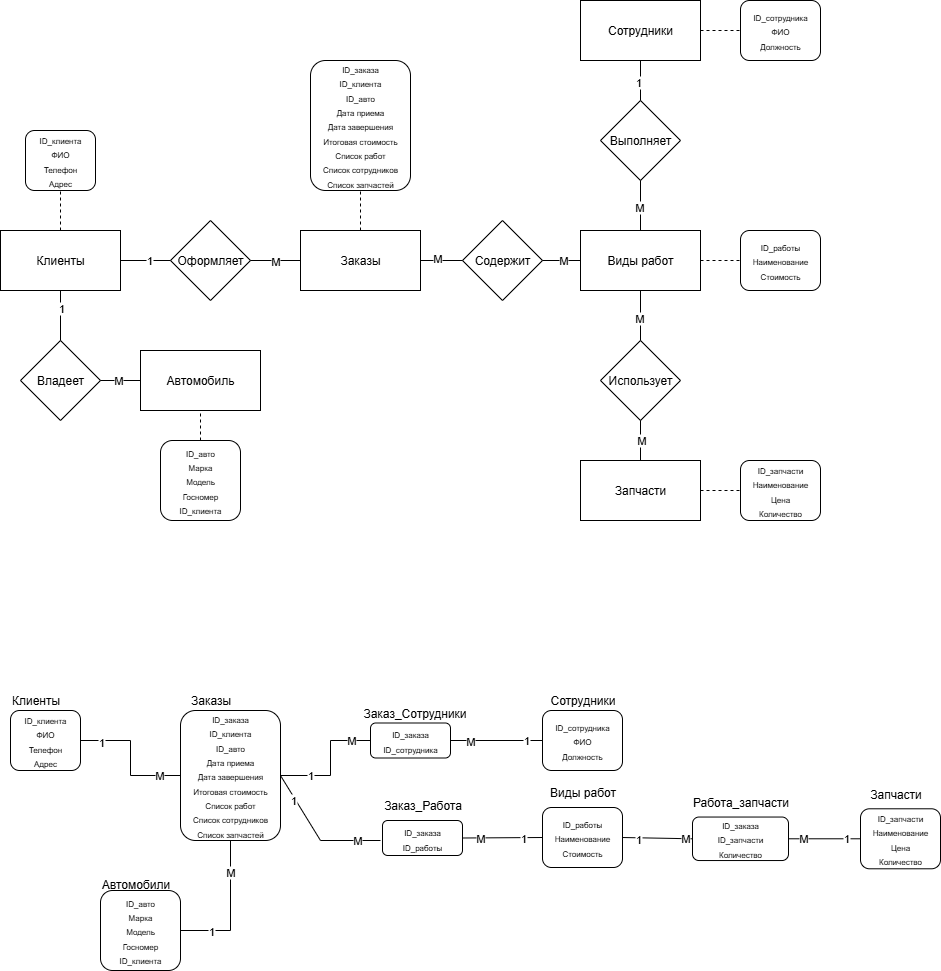 Сотрудники
ID_сотрудника
ФИО
Должность
1
Выполняет
M
ID_заказа
ID_клиента
ID_авто
Дата приема
Дата завершения
Итоговая стоимость
Список работ
Список сотрудников
Список запчастей
ID_клиента
ФИО
Телефон
Адрес
Клиенты
1
Оформляет
M
Заказы
M
Содержит
M
Виды работ
ID_работы
Наименование
Стоимость
1
Владеет
M
Автомобиль
ID_авто
Марка
Модель
Госномер
ID_клиента
M
Использует
M
Запчасти
ID_запчасти
Наименование
Цена
Количество
Клиенты
ID_клиента
ФИО
Телефон
Адрес
1
M
Заказы
ID_заказа
ID_клиента
ID_авто
Дата приема
Дата завершения
Итоговая стоимость
Список работ
Список сотрудников
Список запчастей
1
M
Заказ_Сотрудники
ID_заказа
ID_сотрудника
M
1
Сотрудники
ID_сотрудника
ФИО
Должность
1
M
Заказ_Работа
ID_заказа
ID_работы
M
1
Виды работ
ID_работы
Наименование
Стоимость
1
M
Работа_запчасти
ID_заказа
ID_запчасти
Количество
M
1
Запчасти
ID_запчасти
Наименование
Цена
Количество
M
1
Автомобили
ID_авто
Марка
Модель
Госномер
ID_клиента